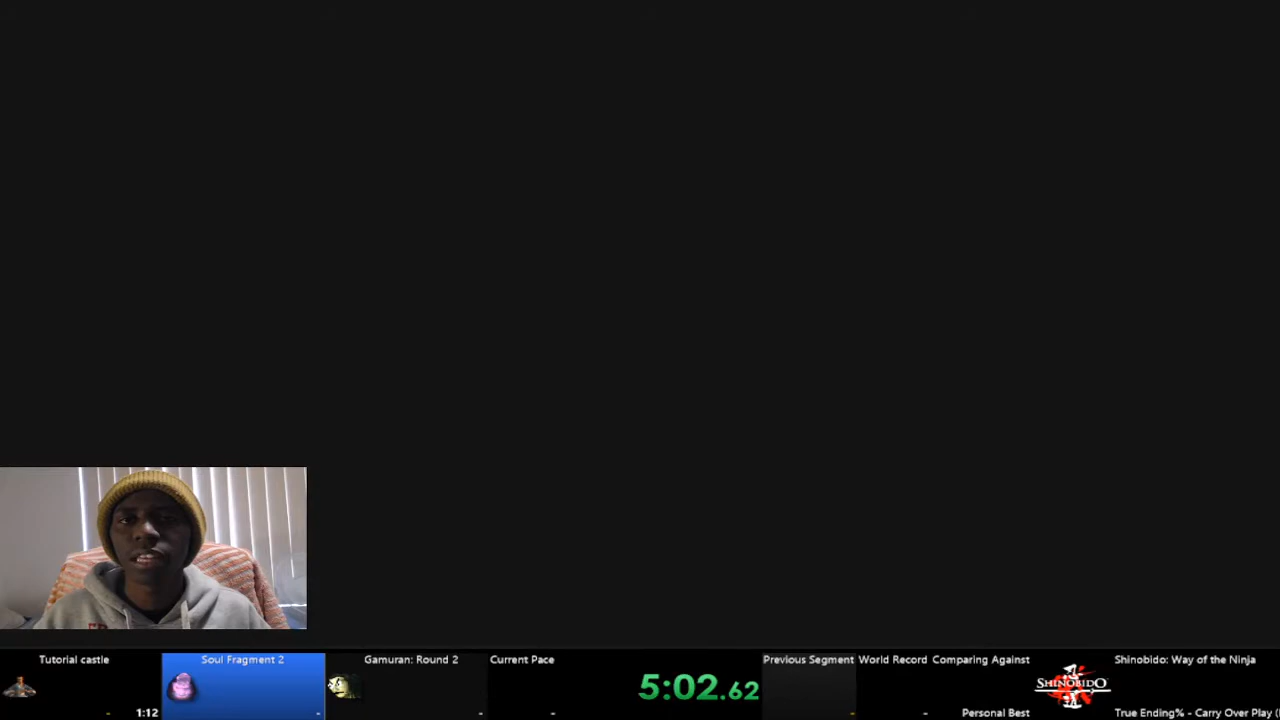 Tutorial castle
-
1:12
Soul Fragment 2
-
Gamuran: Round 2
-
Current Pace
-
5:02.62
Previous Segment
-
World Record
-
Comparing Against
Personal Best
SHINOBIDO
Shinobido: Way of the Ninja
True Ending% - Carry Over Play (